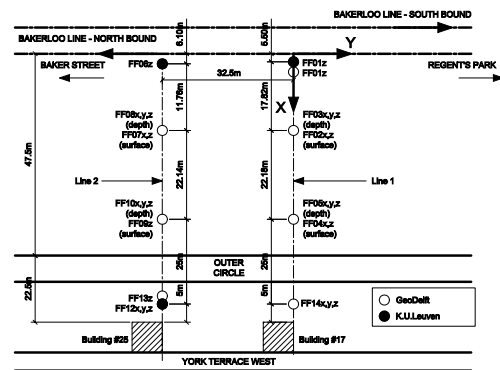 BAKERLOO LINE - SOUTH BOUND
BAKERLOO LINE - NORTH BOUND
6.10m
5.50m
Y
BAKER STREET
FF06z
FF01z
FF01z
REGENT'S PARK
32.5m
11.76m
17.82m
X
FF08x,y,z
(depth)
FF07x,z
(surface)
FF03x,y,z
(depth)
FF02x,z
(surface)
47.5m
Line 2
22.14m
22.18m
Line 1
FF10x,y,z
(depth)
FF09z
(surface)
FF05x,y,z
(depth)
FF04x,z
(surface)
25m
25m
OUTER
CIRCLE
22.5m
5m
5m
FF13z
FF12x,y,z
FF14x,y,z
GeoDelft
K.U.Leuven
Building #25
Building #17
YORK TERRACE WEST